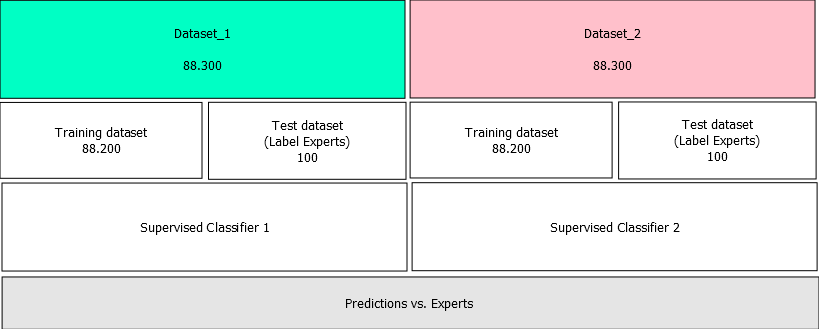 Dataset_1
88.300
Dataset_2
88.300
Training dataset
88.200
Test dataset
(Label Experts)
100
Training dataset
88.200
Test dataset
(Label Experts)
100
Supervised Classifier 1
Supervised Classifier 2
Predictions vs. Experts